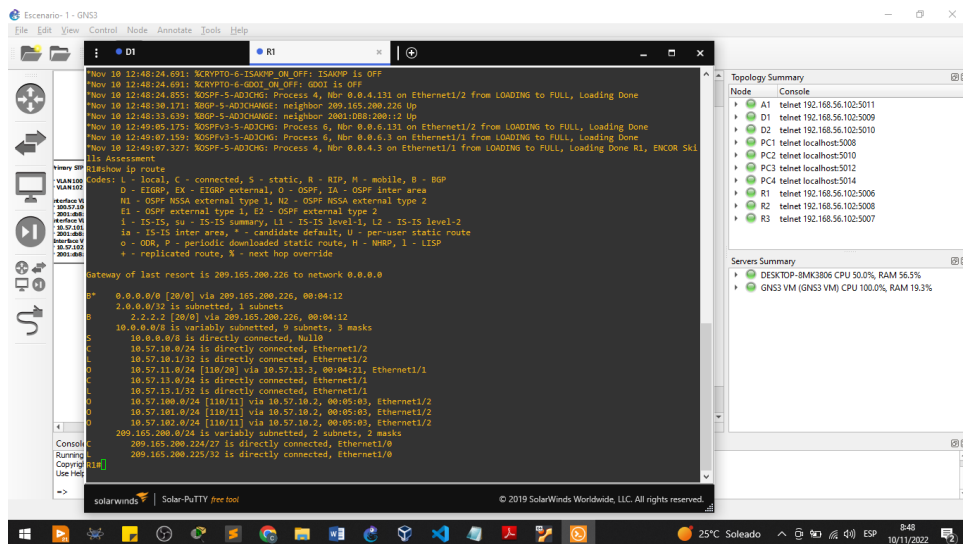 Escenario- 1 - GNS3
File Edit View Control Node Annotate Tools Help
D1
R1
*Nov 10 12:48:24.691: %CRYPTO-6-ISAKMP_ON_OFF: ISAKMP is OFF
*Nov 10 12:48:24.691: %CRYPTO-6-GDOI_ON_OFF: GDOI is OFF
*Nov 10 12:48:24.855: %OSPF-5-ADJCHG: Process 4, Nbr 0.0.4.131 on Ethernet1/2 from LOADING to FULL, Loading Done
*Nov 10 12:48:30.171: %BGP-5-ADJCHANGE: neighbor 209.165.200.226 Up
*Nov 10 12:48:33.639: %BGP-5-ADJCHANGE: neighbor 2001:DB8:200::2 Up
*Nov 10 12:49:05.175: %OSPFv3-5-ADJCHG: Process 6, Nbr 0.0.6.131 on Ethernet1/2 from LOADING to FULL, Loading Done
*Nov 10 12:49:07.159: %OSPFv3-5-ADJCHG: Process 6, Nbr 0.0.6.3 on Ethernet1/1 from LOADING to FULL, Loading Done
*Nov 10 12:49:07.327: %OSPF-5-ADJCHG: Process 4, Nbr 0.0.4.3 on Ethernet1/1 from LOADING to FULL, Loading Done R1, ENCOR Ski
lls Assessment
R1#show ip route
Codes: L - local, C - connected, S - static, R - RIP, M - mobile, B - BGP
D - EIGRP, EX - EIGRP external, O - OSPF, IA - OSPF inter area
N1 - OSPF NSSA external type 1, N2 - OSPF NSSA external type 2
E1 - OSPF external type 1, E2 - OSPF external type 2
i - IS-IS, su - IS-IS summary, L1 - IS-IS level-1, L2 - IS-IS level-2
ia - IS-IS inter area, * - candidate default, U - per-user static route
o - ODR, P - periodic downloaded static route, H - NHRP, l - LISP
+ - replicated route, % - next hop override
Gateway of last resort is 209.165.200.226 to network 0.0.0.0
B* 0.0.0.0/0 [20/0] via 209.165.200.226, 00:04:12
2.0.0.0/32 is subnetted, 1 subnets
B 2.2.2.2 [20/0] via 209.165.200.226, 00:04:12
10.0.0.0/8 is variably subnetted, 9 subnets, 3 masks
S 10.0.0.0/8 is directly connected, Null0
C 10.57.10.0/24 is directly connected, Ethernet1/2
L 10.57.10.1/32 is directly connected, Ethernet1/2
O 10.57.11.0/24 [110/20] via 10.57.13.3, 00:04:21, Ethernet1/1
C 10.57.13.0/24 is directly connected, Ethernet1/1
L 10.57.13.1/32 is directly connected, Ethernet1/1
O 10.57.100.0/24 [110/11] via 10.57.10.2, 00:05:03, Ethernet1/2
O 10.57.101.0/24 [110/11] via 10.57.10.2, 00:05:03, Ethernet1/2
O 10.57.102.0/24 [110/11] via 10.57.10.2, 00:05:03, Ethernet1/2
209.165.200.0/24 is variably subnetted, 2 subnets, 2 masks
C 209.165.200.224/27 is directly connected, Ethernet1/0
L 209.165.200.225/32 is directly connected, Ethernet1/0
R1#
solarwinds Solar-PuTTY free tool
© 2019 SolarWinds Worldwide, LLC. All rights reserved.
VLAN100
VLAN102
Console
Running
Copyrig
Use Help
=>
Topology Summary
Node Console
A1 telnet 192.168.56.102:5011
D1 telnet 192.168.56.102:5009
D2 telnet 192.168.56.102:5010
PC1 telnet localhost:5008
PC2 telnet localhost:5010
PC3 telnet localhost:5012
PC4 telnet localhost:5014
R1 telnet 192.168.56.102:5006
R2 telnet 192.168.56.102:5008
R3 telnet 192.168.56.102:5007
Servers Summary
DESKTOP-8MK3806 CPU 50.0%, RAM 56.5%
GNS3 VM (GNS3 VM) CPU 100.0%, RAM 19.3%
25°C Soleado
ESP
8:48
10/11/2022